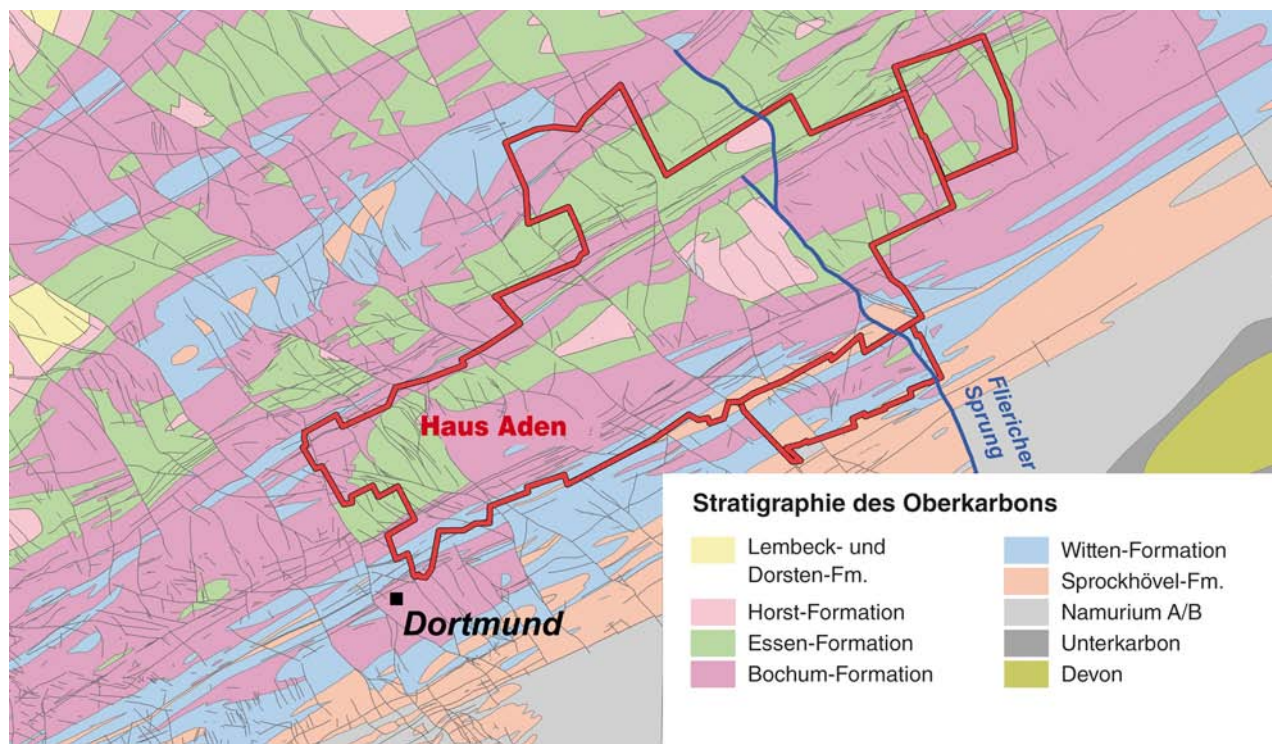 Haus Aden
Dortmund
Fliericher
Sprung
Stratigraphie des Oberkarbons
Lembeck- und
Dorsten-Fm.
Horst-Formation
Essen-Formation
Bochum-Formation
Witten-Formation
Sprockhövel-Fm.
Namurium A/B
Unterkarbon
Devon